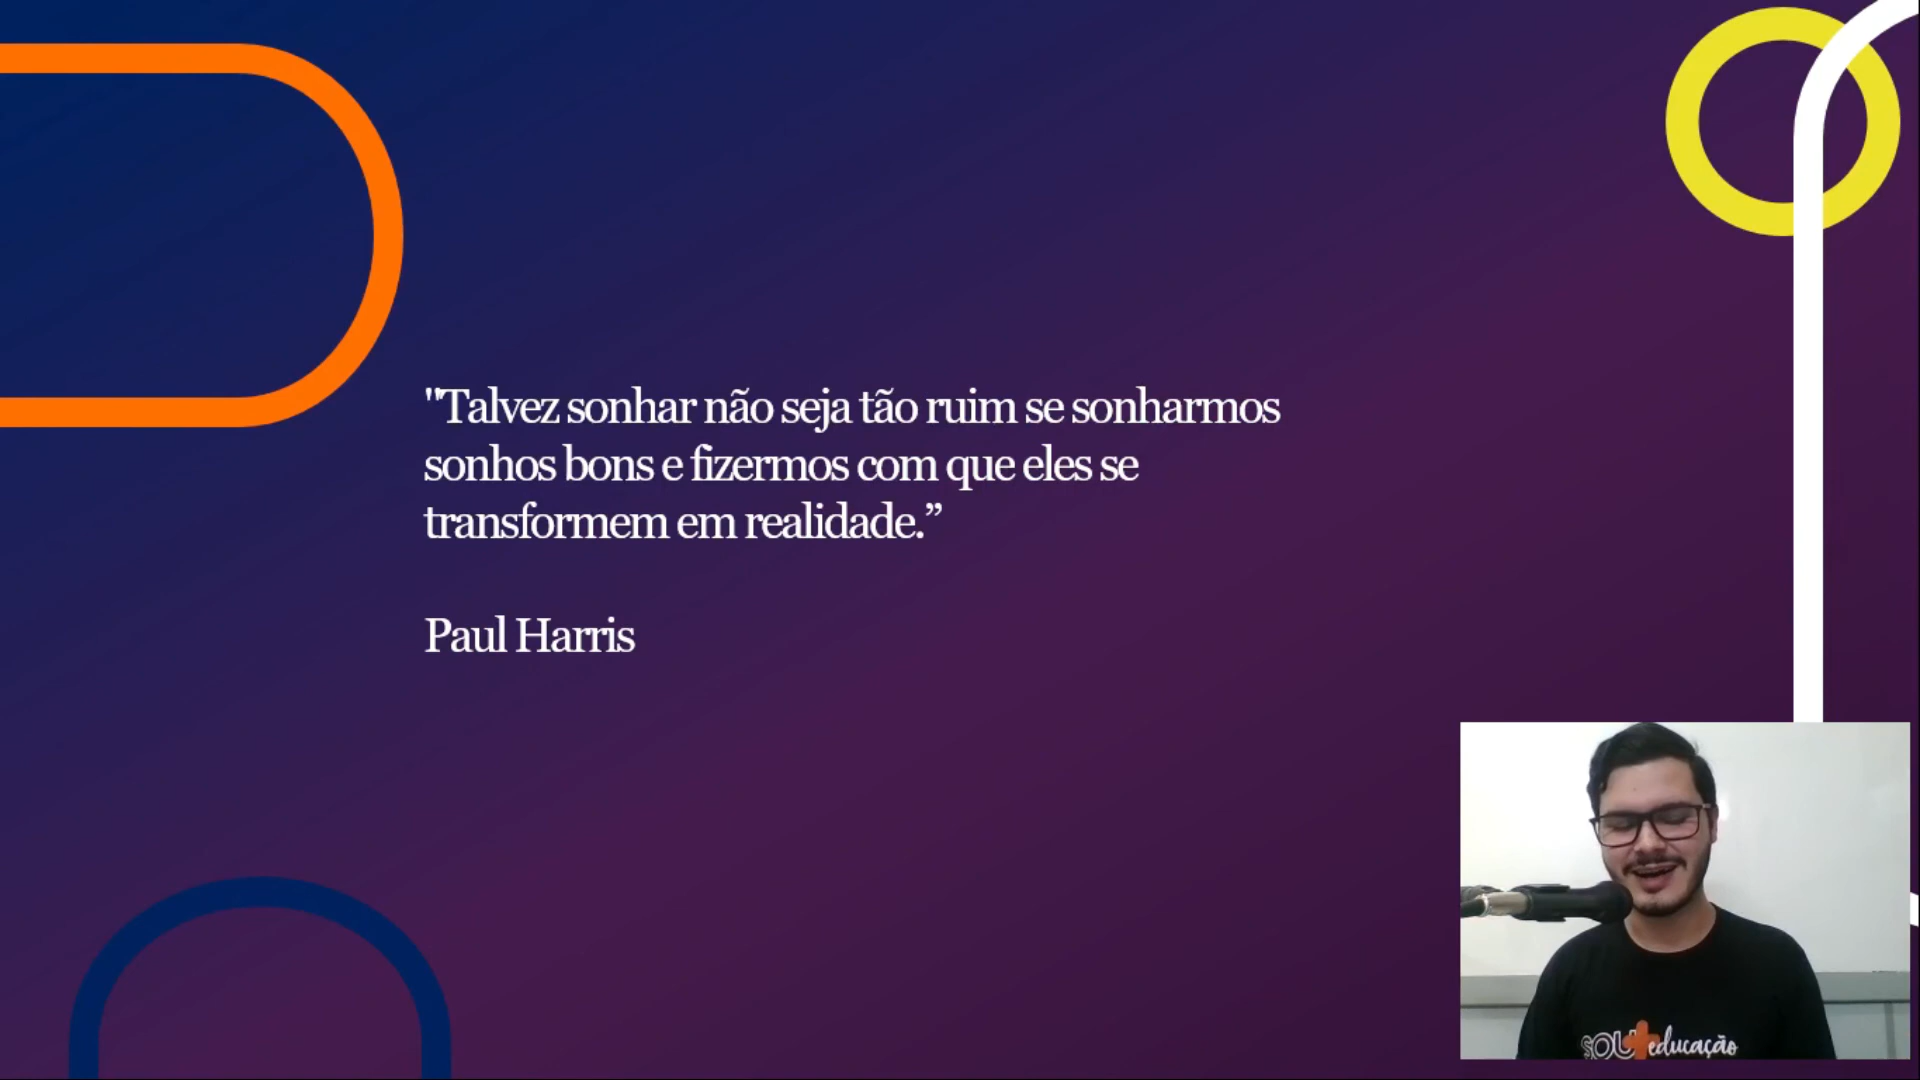 "Talvez sonhar não seja tão ruim se sonharmos
sonhos bons e fizermos com que eles se
transformem em realidade.”
Paul Harris
SOU+educação